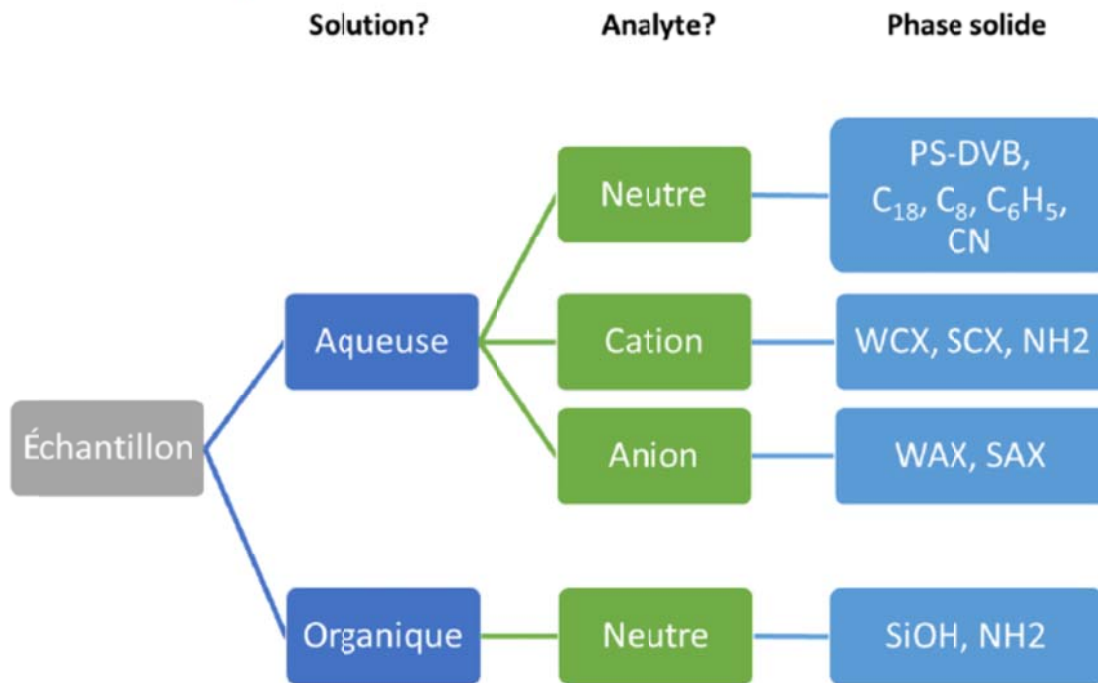 Solution? Analyte? Phase solide
PS-DVB,
Neutre
C₁₈, C₈, C₆H₅,
CN
Aqueuse
Cation
WCX, SCX, NH2
Échantillon
Anion
WAX, SAX
Organique
Neutre
SiOH, NH2